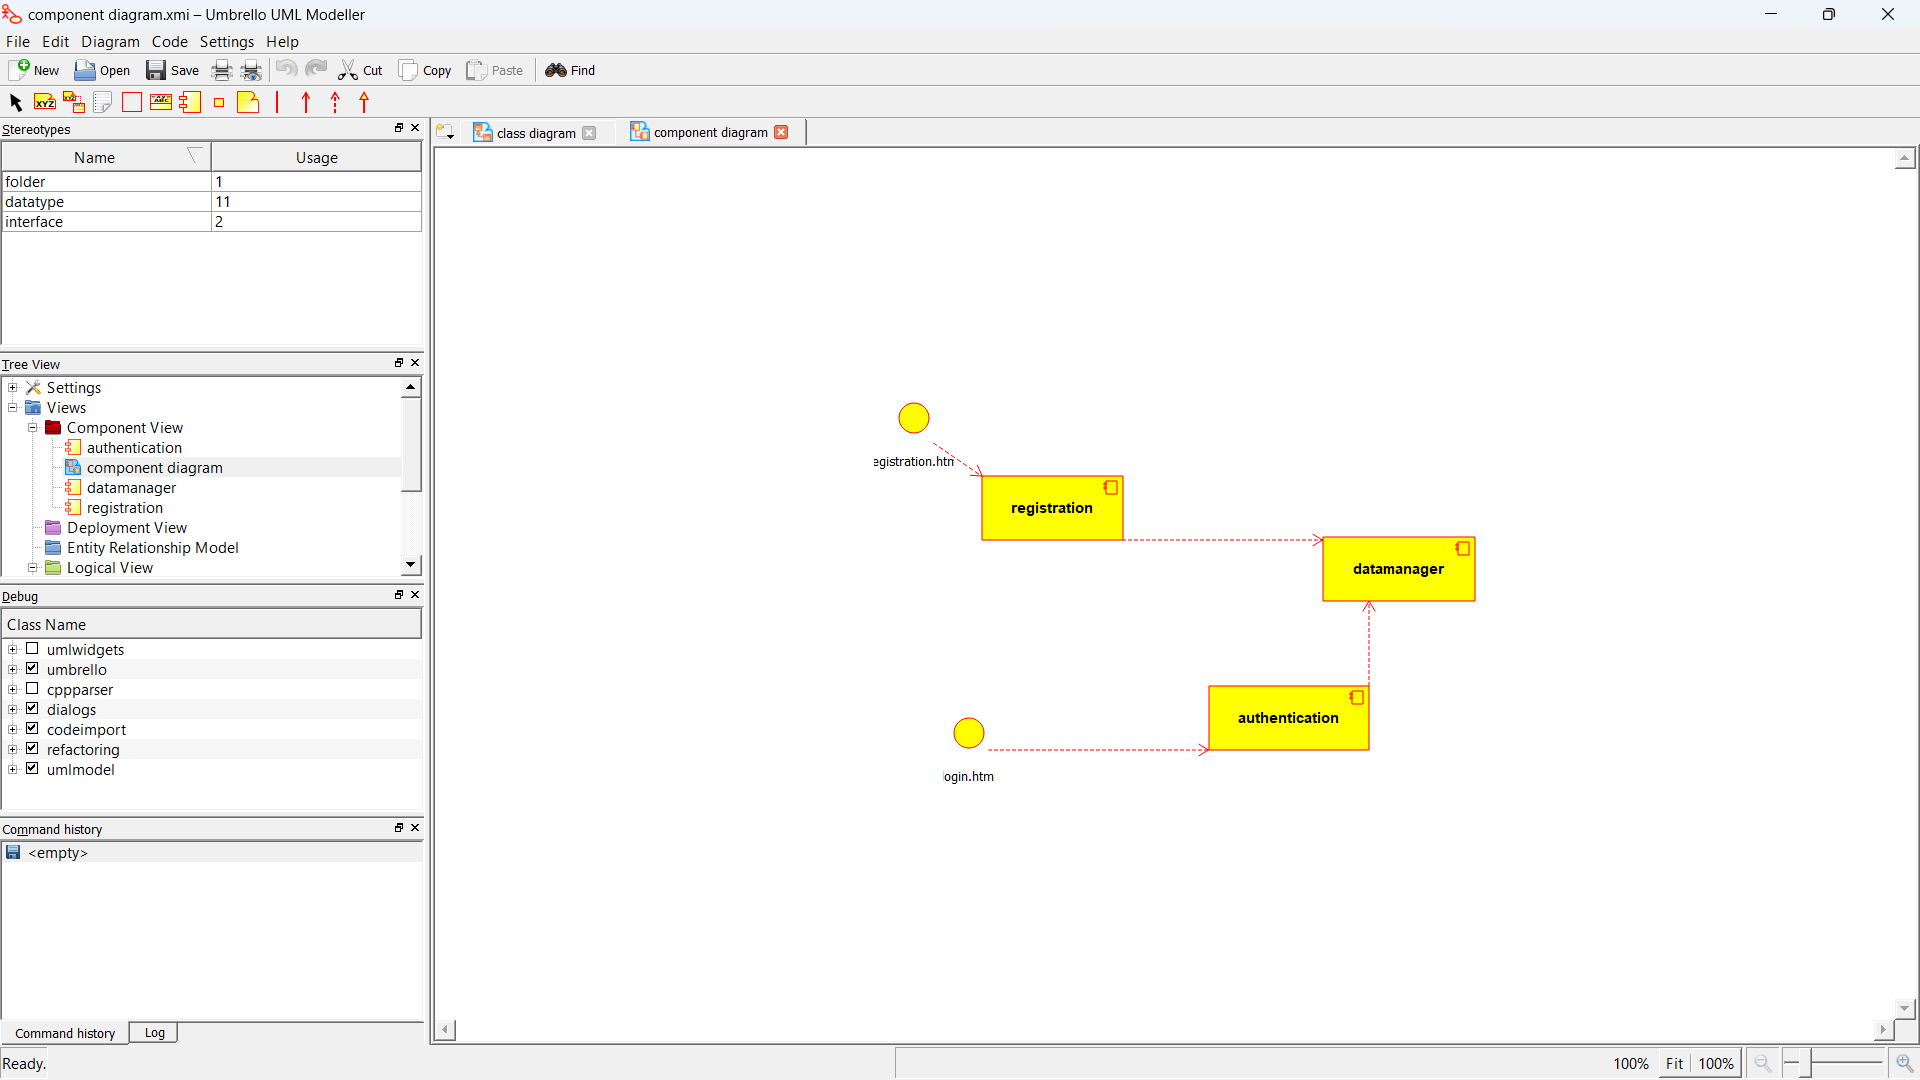 component diagram.xmi – Umbrello UML Modeller
File Edit Diagram Code Settings Help
New Open Save Cut Copy Paste Find
XYZ XYZ ABC
Stereotypes
Name Usage
folder 1
datatype 11
interface 2
Tree View
Settings
Views
Component View
authentication
component diagram
datamanager
registration
Deployment View
Entity Relationship Model
Logical View
Debug
Class Name
umlwidgets
umbrello
cppparser
dialogs
codeimport
refactoring
umlmodel
Command history
<empty>
Command history Log
Ready.
class diagram component diagram
egistration.htm
registration
datamanager
authentication
login.htm
100% Fit 100%